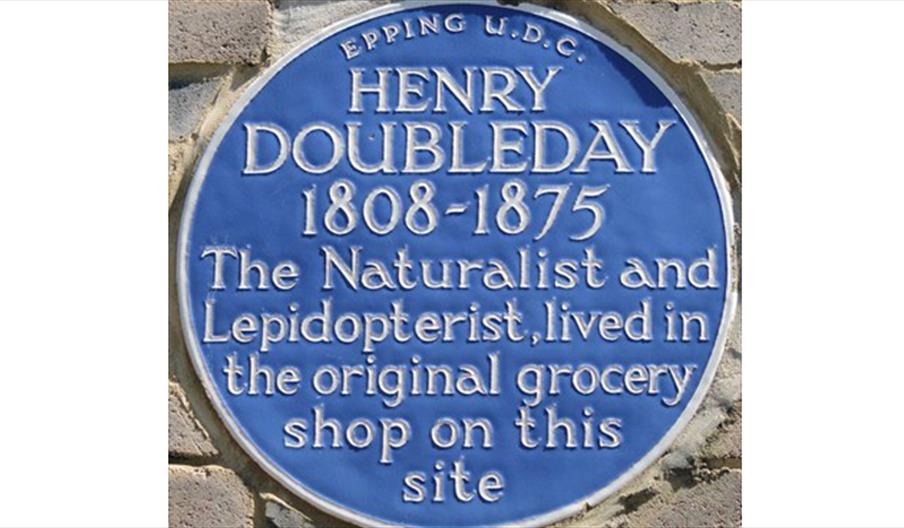 EPPING U.D.C.
HENRY
DOUBLEDAY
1808-1875
The Naturalist and
Lepidopterist, lived in
the original grocery
shop on this
site